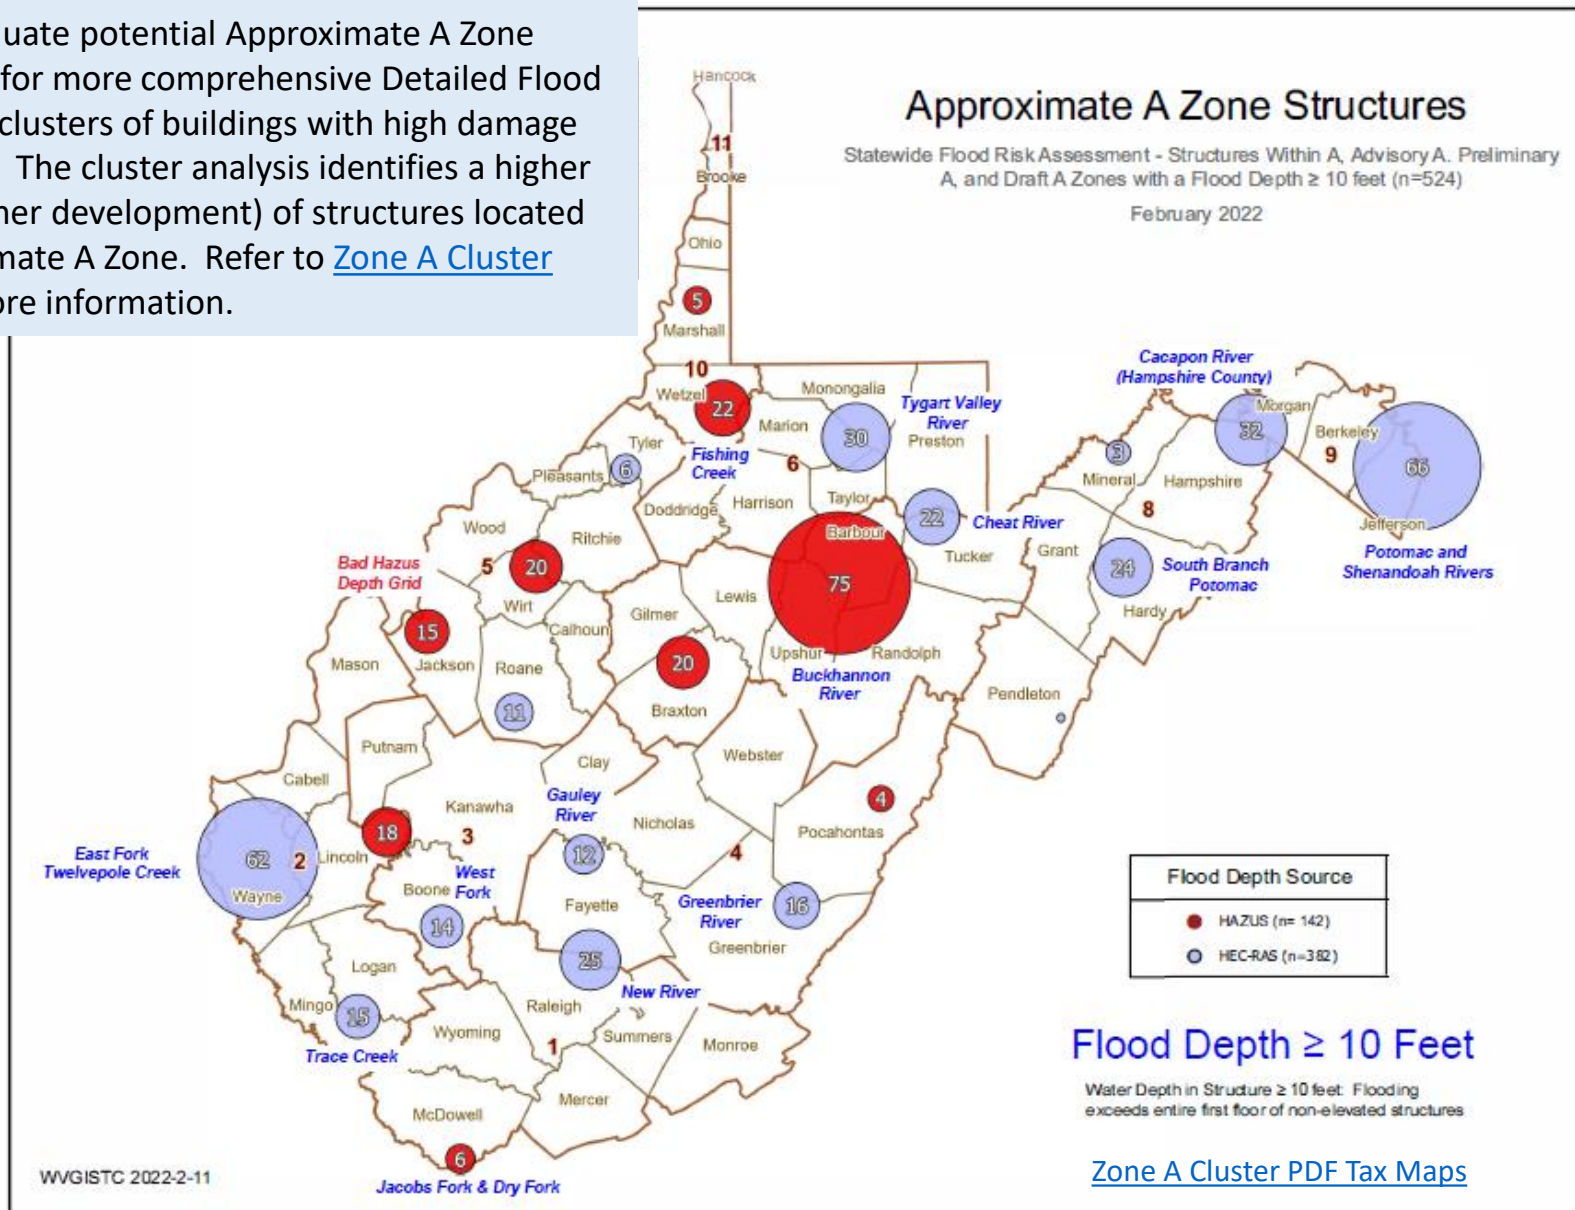 uate potential Approximate A Zone
for more comprehensive Detailed Flood
clusters of buildings with high damage
The cluster analysis identifies a higher
ner development) of structures located
mate A Zone. Refer to Zone A Cluster
ore information.
Approximate A Zone Structures
Statewide Flood Risk Assessment - Structures Within A, Advisory A. Preliminary
A, and Draft A Zones with a Flood Depth ≥ 10 feet (n=524)
February 2022
Hancock
11
Brooke
Ohio
5
Marshall
10
Wetzel
22
Fishing
Creek
Monongalia
Marion
30
6
Tygart Valley
River
Preston
Cacapon River
(Hampshire County)
Morgan
32
Berkeley
9
66
Jefferson
Potomac and
Shenandoah Rivers
3
Mineral
Hampshire
8
Tyler
6
Pleasants
Doddridge
Harrison
Taylor
22
Cheat River
Tucker
Grant
24
South Branch
Potomac
Hardy
Wood
Ritchie
Bad Hazus
Depth Grid
5
20
Wirt
Barbour
75
Lewis
Gilmer
Calhoun
15
Jackson
Mason
Roane
11
20
Braxton
Upshur
Randolph
Buckhannon
River
Pendleton
Putnam
Clay
Webster
Cabell
Gauley
River
Kanawha
3
Nicholas
4
Pocahontas
18
East Fork
Twelvepole Creek
62
2
Lincoln
Wayne
12
4
Boone
West
Fork
14
Fayette
Greenbrier
River
16
Greenbrier
25
New River
Logan
Mingo
15
Trace Creek
Raleigh
Wyoming
1
Summers
Monroe
Mercer
McDowell
6
Jacobs Fork & Dry Fork
Flood Depth Source
HAZUS (n= 142)
HEC-RAS (n=382)
Flood Depth ≥ 10 Feet
Water Depth in Structure ≥ 10 feet: Flooding
exceeds entire first floor of non-elevated structures
Zone A Cluster PDF Tax Maps
WVGISTC 2022-2-11